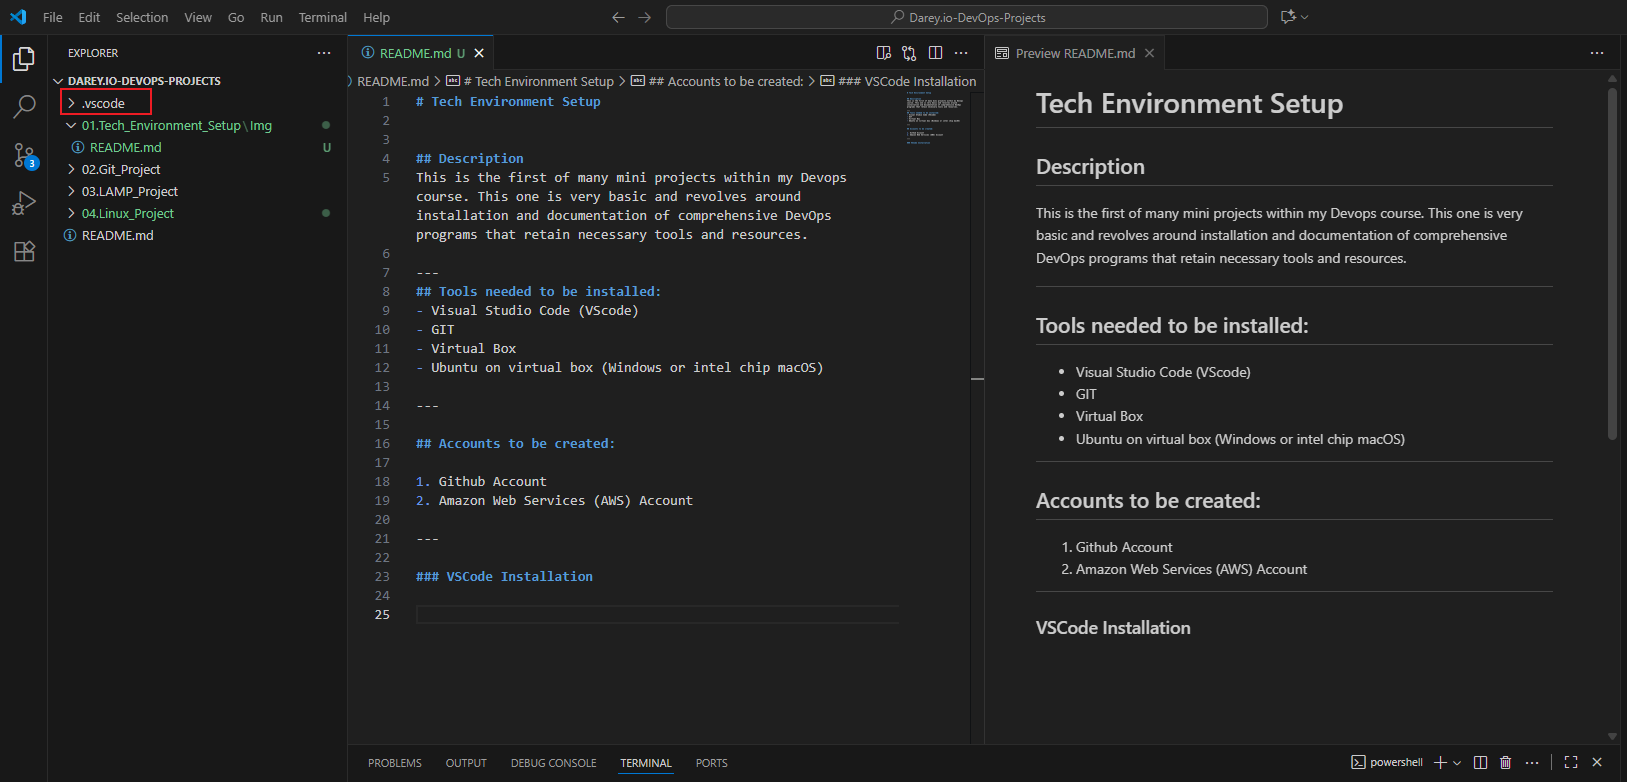 File Edit Selection View Go Run Terminal Help
Darey.io-DevOps-Projects
EXPLORER
DAREY.IO-DEVOPS-PROJECTS
.vscode
01.Tech_Environment_Setup\Img
README.md U
02.Git_Project
03.LAMP_Project
04.Linux_Project
README.md
3
README.md U
README.md > # Tech Environment Setup > ## Accounts to be created: > ### VSCode Installation
1 # Tech Environment Setup
2
3
4 ## Description
5 This is the first of many mini projects within my Devops
course. This one is very basic and revolves around
installation and documentation of comprehensive DevOps
programs that retain necessary tools and resources.
6
7 ---
8 ## Tools needed to be installed:
9 - Visual Studio Code (VScode)
10 - GIT
11 - Virtual Box
12 - Ubuntu on virtual box (Windows or intel chip macOS)
13
14 ---
15
16 ## Accounts to be created:
17
18 1. Github Account
19 2. Amazon Web Services (AWS) Account
20
21 ---
22
23 ### VSCode Installation
24
25
Preview README.md
Tech Environment Setup
Description
This is the first of many mini projects within my Devops course. This one is very
basic and revolves around installation and documentation of comprehensive
DevOps programs that retain necessary tools and resources.
Tools needed to be installed:
• Visual Studio Code (VScode)
• GIT
• Virtual Box
• Ubuntu on virtual box (Windows or intel chip macOS)
Accounts to be created:
1. Github Account
2. Amazon Web Services (AWS) Account
VSCode Installation
PROBLEMS OUTPUT DEBUG CONSOLE TERMINAL PORTS
powershell